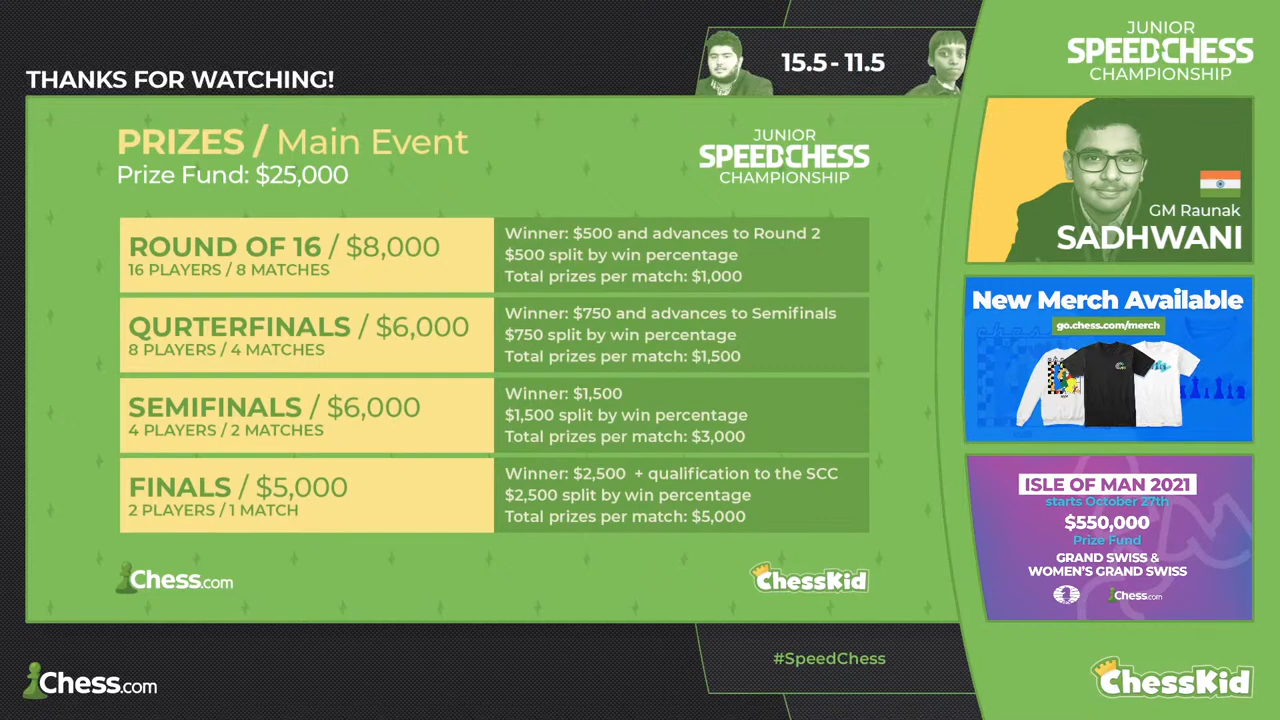 THANKS FOR WATCHING!
15.5 - 11.5
JUNIOR
SPEEDCHESS
CHAMPIONSHIP
PRIZES / Main Event
Prize Fund: $25,000
JUNIOR
SPEEDCHESS
CHAMPIONSHIP
ROUND OF 16 / $8,000
16 PLAYERS / 8 MATCHES
Winner: $500 and advances to Round 2
$500 split by win percentage
Total prizes per match: $1,000
QURTERFINALS / $6,000
8 PLAYERS / 4 MATCHES
Winner: $750 and advances to Semifinals
$750 split by win percentage
Total prizes per match: $1,500
SEMIFINALS / $6,000
4 PLAYERS / 2 MATCHES
Winner: $1,500
$1,500 split by win percentage
Total prizes per match: $3,000
FINALS / $5,000
2 PLAYERS / 1 MATCH
Winner: $2,500 + qualification to the SCC
$2,500 split by win percentage
Total prizes per match: $5,000
Chess.com
ChessKid
GM Raunak
SADHWANI
New Merch Available
go.chess.com/merch
ISLE OF MAN 2021
starts October 27th
$550,000
Prize Fund
GRAND SWISS &
WOMEN'S GRAND SWISS
Chess.com
#SpeedChess
Chess.com
ChessKid